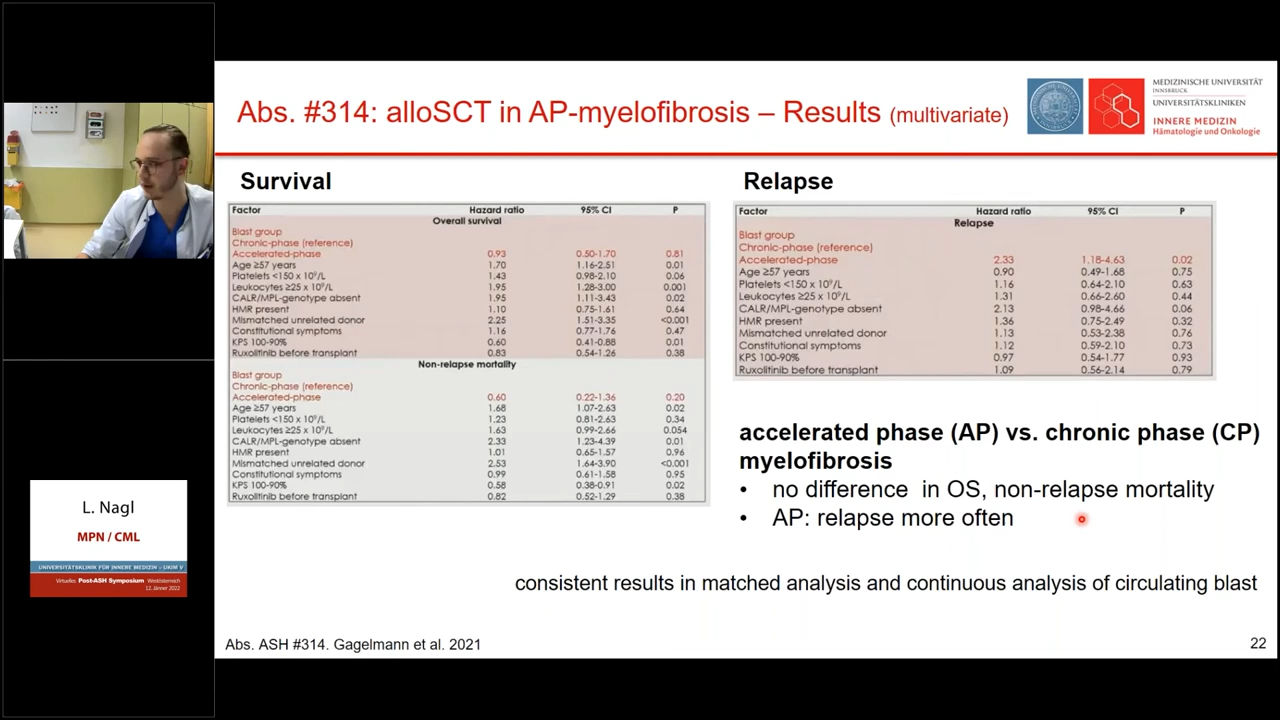 Abs. #314: alloSCT in AP-myelofibrosis – Results (multivariate)
MEDIZINISCHE UNIVERSITÄT
INNSBRUCK
UNIVERSITÄTSKLINIKEN
INNERE MEDIZIN
Hämatologie und Onkologie
Survival
Factor Hazard ratio 95% CI P
Overall survival
Blast group
Chronic-phase (reference)
Accelerated-phase 0.93 0.50-1.70 0.81
Age ≥57 years 1.70 1.16-2.51 0.01
Platelets <150 x 10⁹/L 1.43 0.98-2.10 0.06
Leukocytes ≥25 x 10⁹/L 1.95 1.28-3.00 0.001
CALR/MPL-genotype absent 1.95 1.11-3.43 0.02
HMR present 1.10 0.75-1.61 0.64
Mismatched unrelated donor 2.25 1.51-3.35 <0.001
Constitutional symptoms 1.16 0.77-1.76 0.47
KPS 100-90% 0.60 0.41-0.88 0.01
Ruxolitinib before transplant 0.83 0.54-1.26 0.38
Non-relapse mortality
Blast group
Chronic-phase (reference)
Accelerated-phase 0.60 0.22-1.36 0.20
Age ≥57 years 1.68 1.07-2.63 0.02
Platelets <150 x 10⁹/L 1.23 0.81-2.63 0.34
Leukocytes ≥25 x 10⁹/L 1.63 0.99-2.66 0.054
CALR/MPL-genotype absent 2.33 1.23-4.39 0.01
HMR present 1.01 0.65-1.57 0.96
Mismatched unrelated donor 2.53 1.64-3.90 <0.001
Constitutional symptoms 0.99 0.61-1.58 0.95
KPS 100-90% 0.58 0.38-0.91 0.02
Ruxolitinib before transplant 0.82 0.52-1.29 0.38
Relapse
Factor Hazard ratio 95% CI P
Relapse
Blast group
Chronic-phase (reference)
Accelerated-phase 2.33 1.18-4.63 0.02
Age ≥57 years 0.90 0.49-1.68 0.75
Platelets <150 x 10⁹/L 1.16 0.64-2.10 0.63
Leukocytes ≥25 x 10⁹/L 1.31 0.66-2.60 0.44
CALR/MPL-genotype absent 2.13 0.98-4.66 0.06
HMR present 1.36 0.75-2.49 0.32
Mismatched unrelated donor 1.13 0.53-2.38 0.76
Constitutional symptoms 1.12 0.59-2.10 0.73
KPS 100-90% 0.97 0.54-1.77 0.93
Ruxolitinib before transplant 1.09 0.56-2.14 0.79
accelerated phase (AP) vs. chronic phase (CP)
myelofibrosis
• no difference in OS, non-relapse mortality
• AP: relapse more often
consistent results in matched analysis and continuous analysis of circulating blast
Abs. ASH #314. Gagelmann et al. 2021
22
L. Nagl
MPN / CML
UNIVERSITÄTSKLINIK FÜR INNERE MEDIZIN – UKIM V
Virtuelles Post-ASH Symposium Westösterreich
12. Jänner 2022